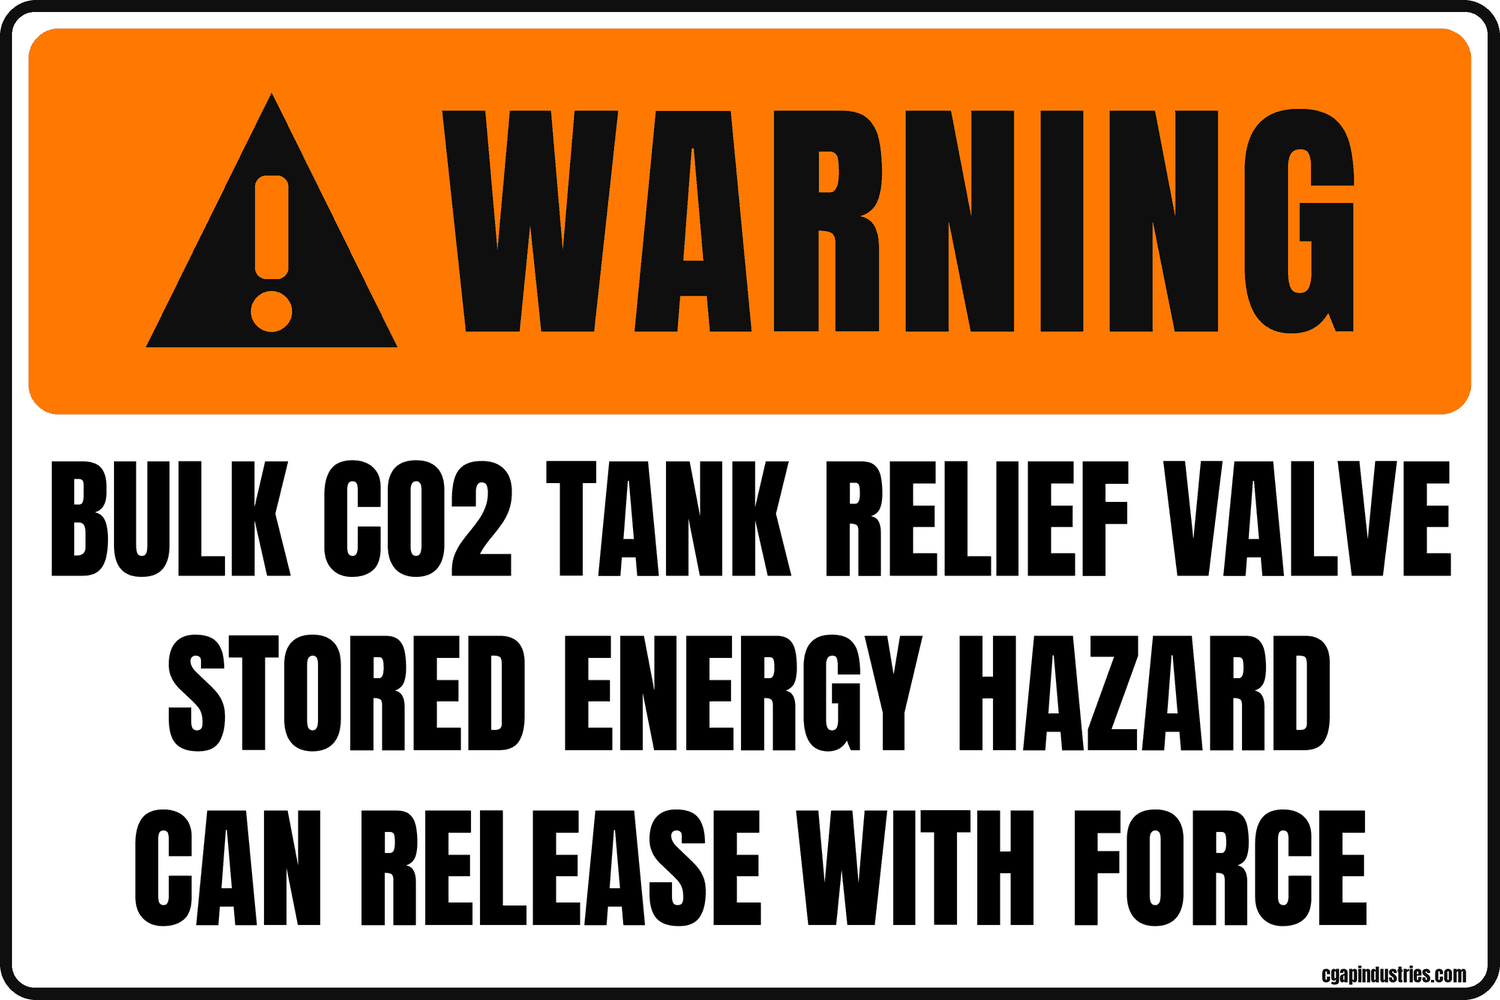 WARNING
BULK CO2 TANK RELIEF VALVE
STORED ENERGY HAZARD
CAN RELEASE WITH FORCE
cgapindustries.com